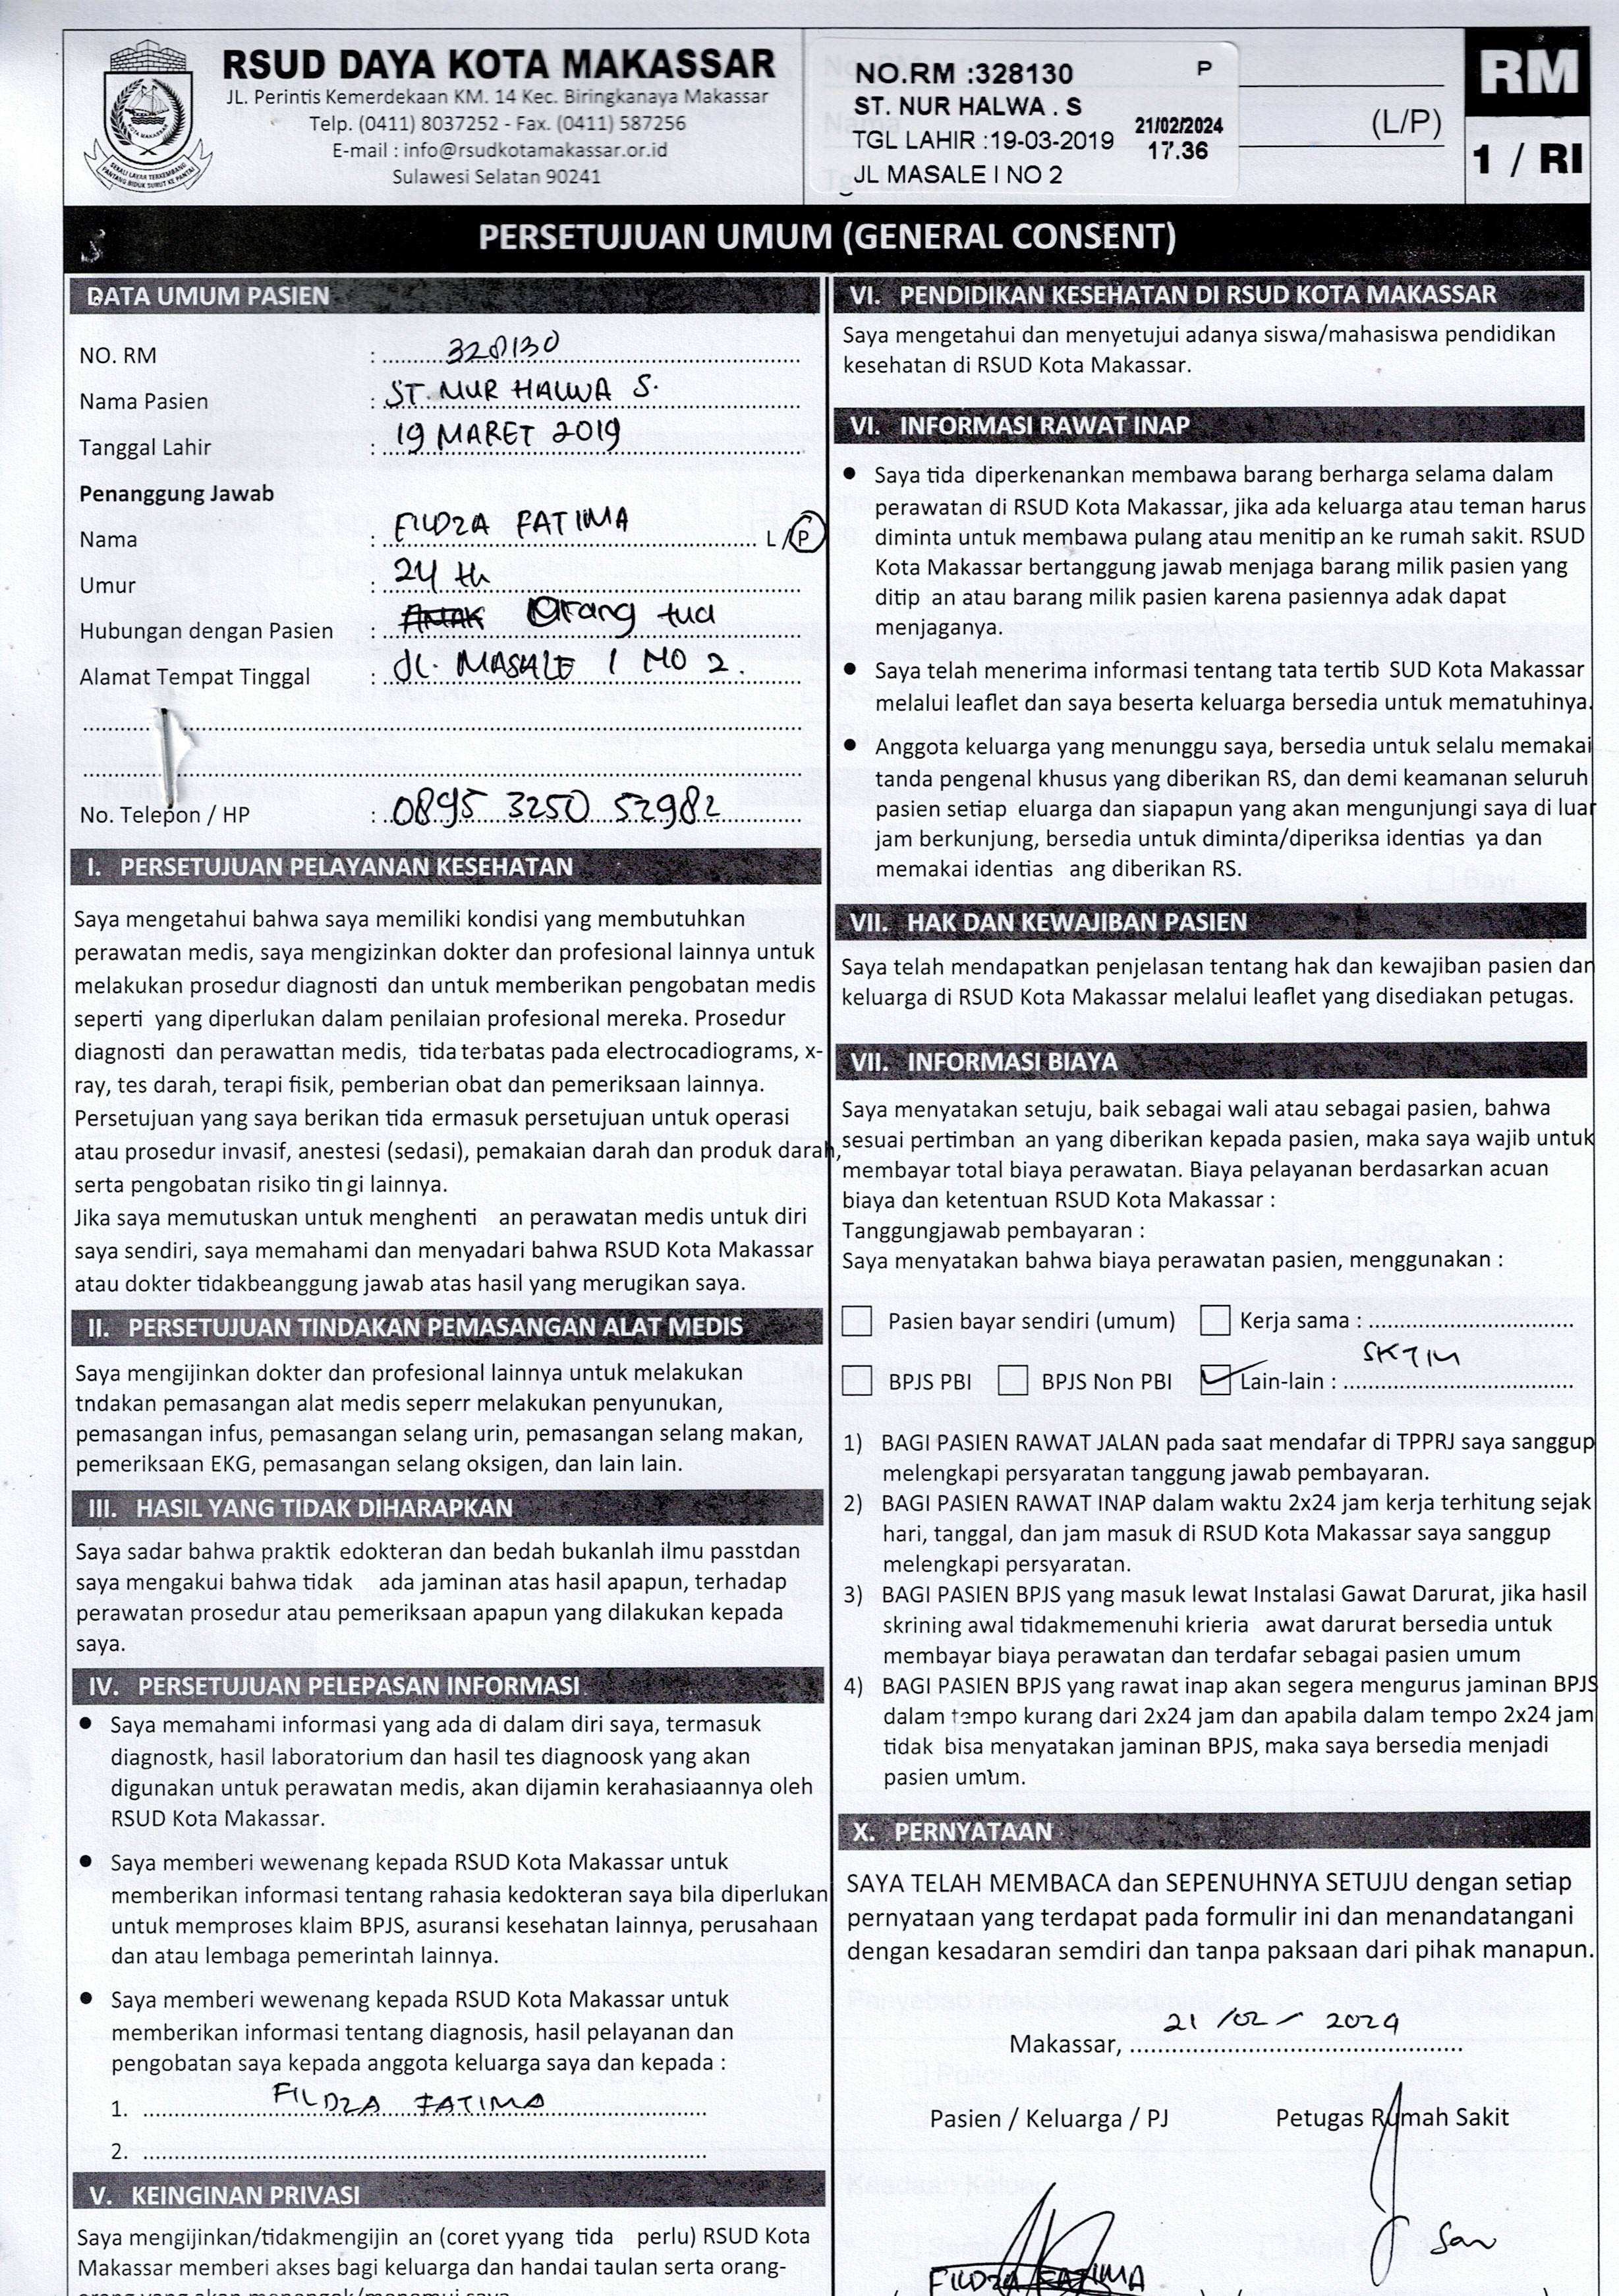 RSUD DAYA KOTA MAKASSAR
JL. Perintis Kemerdekaan KM. 14 Kec. Biringkanaya Makassar
Telp. (0411) 8037252 - Fax. (0411) 587256
E-mail : info@rsudkotamakassar.or.id
Sulawesi Selatan 90241
NO.RM :328130 P
ST. NUR HALWA . S
TGL LAHIR :19-03-2019 21/02/2024 17.36
JL MASALE I NO 2
(L/P)
RM
1 / RI
PERSETUJUAN UMUM (GENERAL CONSENT)
DATA UMUM PASIEN
NO. RM : 328130
Nama Pasien : ST. NUR HALWA S.
Tanggal Lahir : 19 MARET 2019
Penanggung Jawab
Nama : FILDZA FATIMA L / P
Umur : 24 th
Hubungan dengan Pasien : Orang tua
Alamat Tempat Tinggal : Jl. MASALE I NO 2.
No. Telepon / HP : 0895 3250 52982
I. PERSETUJUAN PELAYANAN KESEHATAN
Saya mengetahui bahwa saya memiliki kondisi yang membutuhkan
perawatan medis, saya mengizinkan dokter dan profesional lainnya untuk
melakukan prosedur diagnosti dan untuk memberikan pengobatan medis
seperti yang diperlukan dalam penilaian profesional mereka. Prosedur
diagnosti dan perawattan medis, tida terbatas pada electrocadiograms, x-
ray, tes darah, terapi fisik, pemberian obat dan pemeriksaan lainnya.
Persetujuan yang saya berikan tida ermasuk persetujuan untuk operasi
atau prosedur invasif, anestesi (sedasi), pemakaian darah dan produk darah,
serta pengobatan risiko tin gi lainnya.
Jika saya memutuskan untuk menghenti an perawatan medis untuk diri
saya sendiri, saya memahami dan menyadari bahwa RSUD Kota Makassar
atau dokter tidakbeanggung jawab atas hasil yang merugikan saya.
II. PERSETUJUAN TINDAKAN PEMASANGAN ALAT MEDIS
Saya mengijinkan dokter dan profesional lainnya untuk melakukan
tndakan pemasangan alat medis seperr melakukan penyunukan,
pemasangan infus, pemasangan selang urin, pemasangan selang makan,
pemeriksaan EKG, pemasangan selang oksigen, dan lain lain.
III. HASIL YANG TIDAK DIHARAPKAN
Saya sadar bahwa praktik edokteran dan bedah bukanlah ilmu passtdan
saya mengakui bahwa tidak ada jaminan atas hasil apapun, terhadap
perawatan prosedur atau pemeriksaan apapun yang dilakukan kepada
saya.
IV. PERSETUJUAN PELEPASAN INFORMASI
● Saya memahami informasi yang ada di dalam diri saya, termasuk
diagnostk, hasil laboratorium dan hasil tes diagnoosk yang akan
digunakan untuk perawatan medis, akan dijamin kerahasiaannya oleh
RSUD Kota Makassar.
● Saya memberi wewenang kepada RSUD Kota Makassar untuk
memberikan informasi tentang rahasia kedokteran saya bila diperlukan
untuk memproses klaim BPJS, asuransi kesehatan lainnya, perusahaan
dan atau lembaga pemerintah lainnya.
● Saya memberi wewenang kepada RSUD Kota Makassar untuk
memberikan informasi tentang diagnosis, hasil pelayanan dan
pengobatan saya kepada anggota keluarga saya dan kepada :
1. FILDZA FATIMA
2.
V. KEINGINAN PRIVASI
Saya mengijinkan/tidakmengijin an (coret yyang tida perlu) RSUD Kota
Makassar memberi akses bagi keluarga dan handai taulan serta orang-
VI. PENDIDIKAN KESEHATAN DI RSUD KOTA MAKASSAR
Saya mengetahui dan menyetujui adanya siswa/mahasiswa pendidikan
kesehatan di RSUD Kota Makassar.
VI. INFORMASI RAWAT INAP
● Saya tida diperkenankan membawa barang berharga selama dalam
perawatan di RSUD Kota Makassar, jika ada keluarga atau teman harus
diminta untuk membawa pulang atau menitip an ke rumah sakit. RSUD
Kota Makassar bertanggung jawab menjaga barang milik pasien yang
ditip an atau barang milik pasien karena pasiennya adak dapat
menjaganya.
● Saya telah menerima informasi tentang tata tertib SUD Kota Makassar
melalui leaflet dan saya beserta keluarga bersedia untuk mematuhinya.
● Anggota keluarga yang menunggu saya, bersedia untuk selalu memakai
tanda pengenal khusus yang diberikan RS, dan demi keamanan seluruh
pasien setiap eluarga dan siapapun yang akan mengunjungi saya di luar
jam berkunjung, bersedia untuk diminta/diperiksa identias ya dan
memakai identias ang diberikan RS.
VII. HAK DAN KEWAJIBAN PASIEN
Saya telah mendapatkan penjelasan tentang hak dan kewajiban pasien dan
keluarga di RSUD Kota Makassar melalui leaflet yang disediakan petugas.
VII. INFORMASI BIAYA
Saya menyatakan setuju, baik sebagai wali atau sebagai pasien, bahwa
sesuai pertimban an yang diberikan kepada pasien, maka saya wajib untuk
membayar total biaya perawatan. Biaya pelayanan berdasarkan acuan
biaya dan ketentuan RSUD Kota Makassar :
Tanggungjawab pembayaran :
Saya menyatakan bahwa biaya perawatan pasien, menggunakan :
Pasien bayar sendiri (umum) Kerja sama :
BPJS PBI BPJS Non PBI Lain-lain : SKTM
1) BAGI PASIEN RAWAT JALAN pada saat mendafar di TPPRJ saya sanggup
melengkapi persyaratan tanggung jawab pembayaran.
2) BAGI PASIEN RAWAT INAP dalam waktu 2x24 jam kerja terhitung sejak
hari, tanggal, dan jam masuk di RSUD Kota Makassar saya sanggup
melengkapi persyaratan.
3) BAGI PASIEN BPJS yang masuk lewat Instalasi Gawat Darurat, jika hasil
skrining awal tidakmemenuhi krieria awat darurat bersedia untuk
membayar biaya perawatan dan terdafar sebagai pasien umum
4) BAGI PASIEN BPJS yang rawat inap akan segera mengurus jaminan BPJS
dalam tempo kurang dari 2x24 jam dan apabila dalam tempo 2x24 jam
tidak bisa menyatakan jaminan BPJS, maka saya bersedia menjadi
pasien umum.
X. PERNYATAAN
SAYA TELAH MEMBACA dan SEPENUHNYA SETUJU dengan setiap
pernyataan yang terdapat pada formulir ini dan menandatangani
dengan kesadaran semdiri dan tanpa paksaan dari pihak manapun.
Makassar, 21 /02 - 2024
Pasien / Keluarga / PJ Petugas Rumah Sakit
FILDZA FATIMA